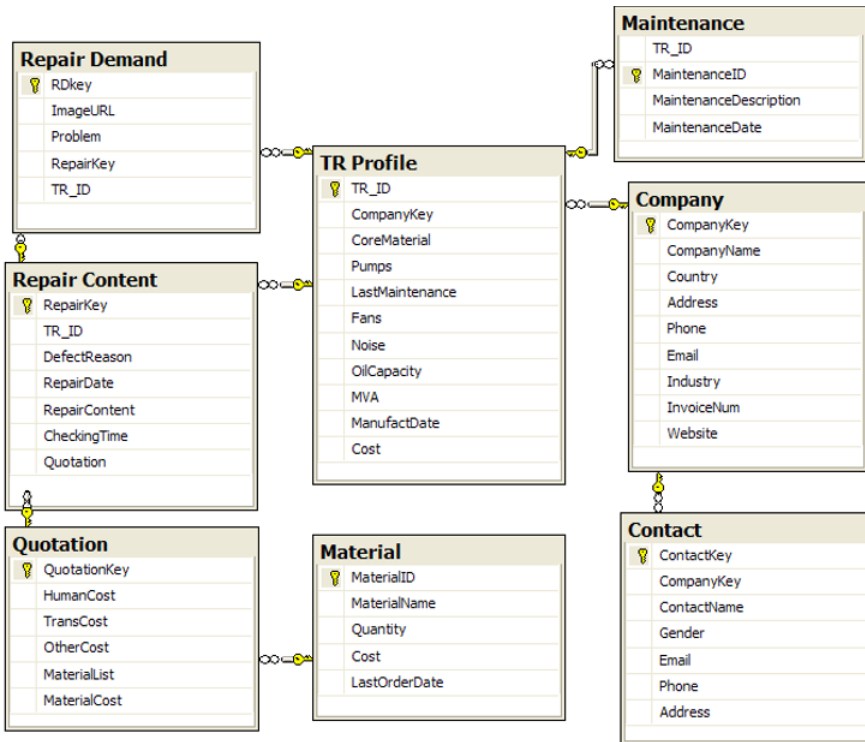 Repair Demand
RDkey
ImageURL
Problem
RepairKey
TR_ID
Repair Content
RepairKey
TR_ID
DefectReason
RepairDate
RepairContent
CheckingTime
Quotation
Quotation
QuotationKey
HumanCost
TransCost
OtherCost
MaterialList
MaterialCost
TR Profile
TR_ID
CompanyKey
CoreMaterial
Pumps
LastMaintenance
Fans
Noise
OilCapacity
MVA
ManufactDate
Cost
Material
MaterialID
MaterialName
Quantity
Cost
LastOrderDate
Maintenance
TR_ID
MaintenanceID
MaintenanceDescription
MaintenanceDate
Company
CompanyKey
CompanyName
Country
Address
Phone
Email
Industry
InvoiceNum
Website
Contact
ContactKey
CompanyKey
ContactName
Gender
Email
Phone
Address